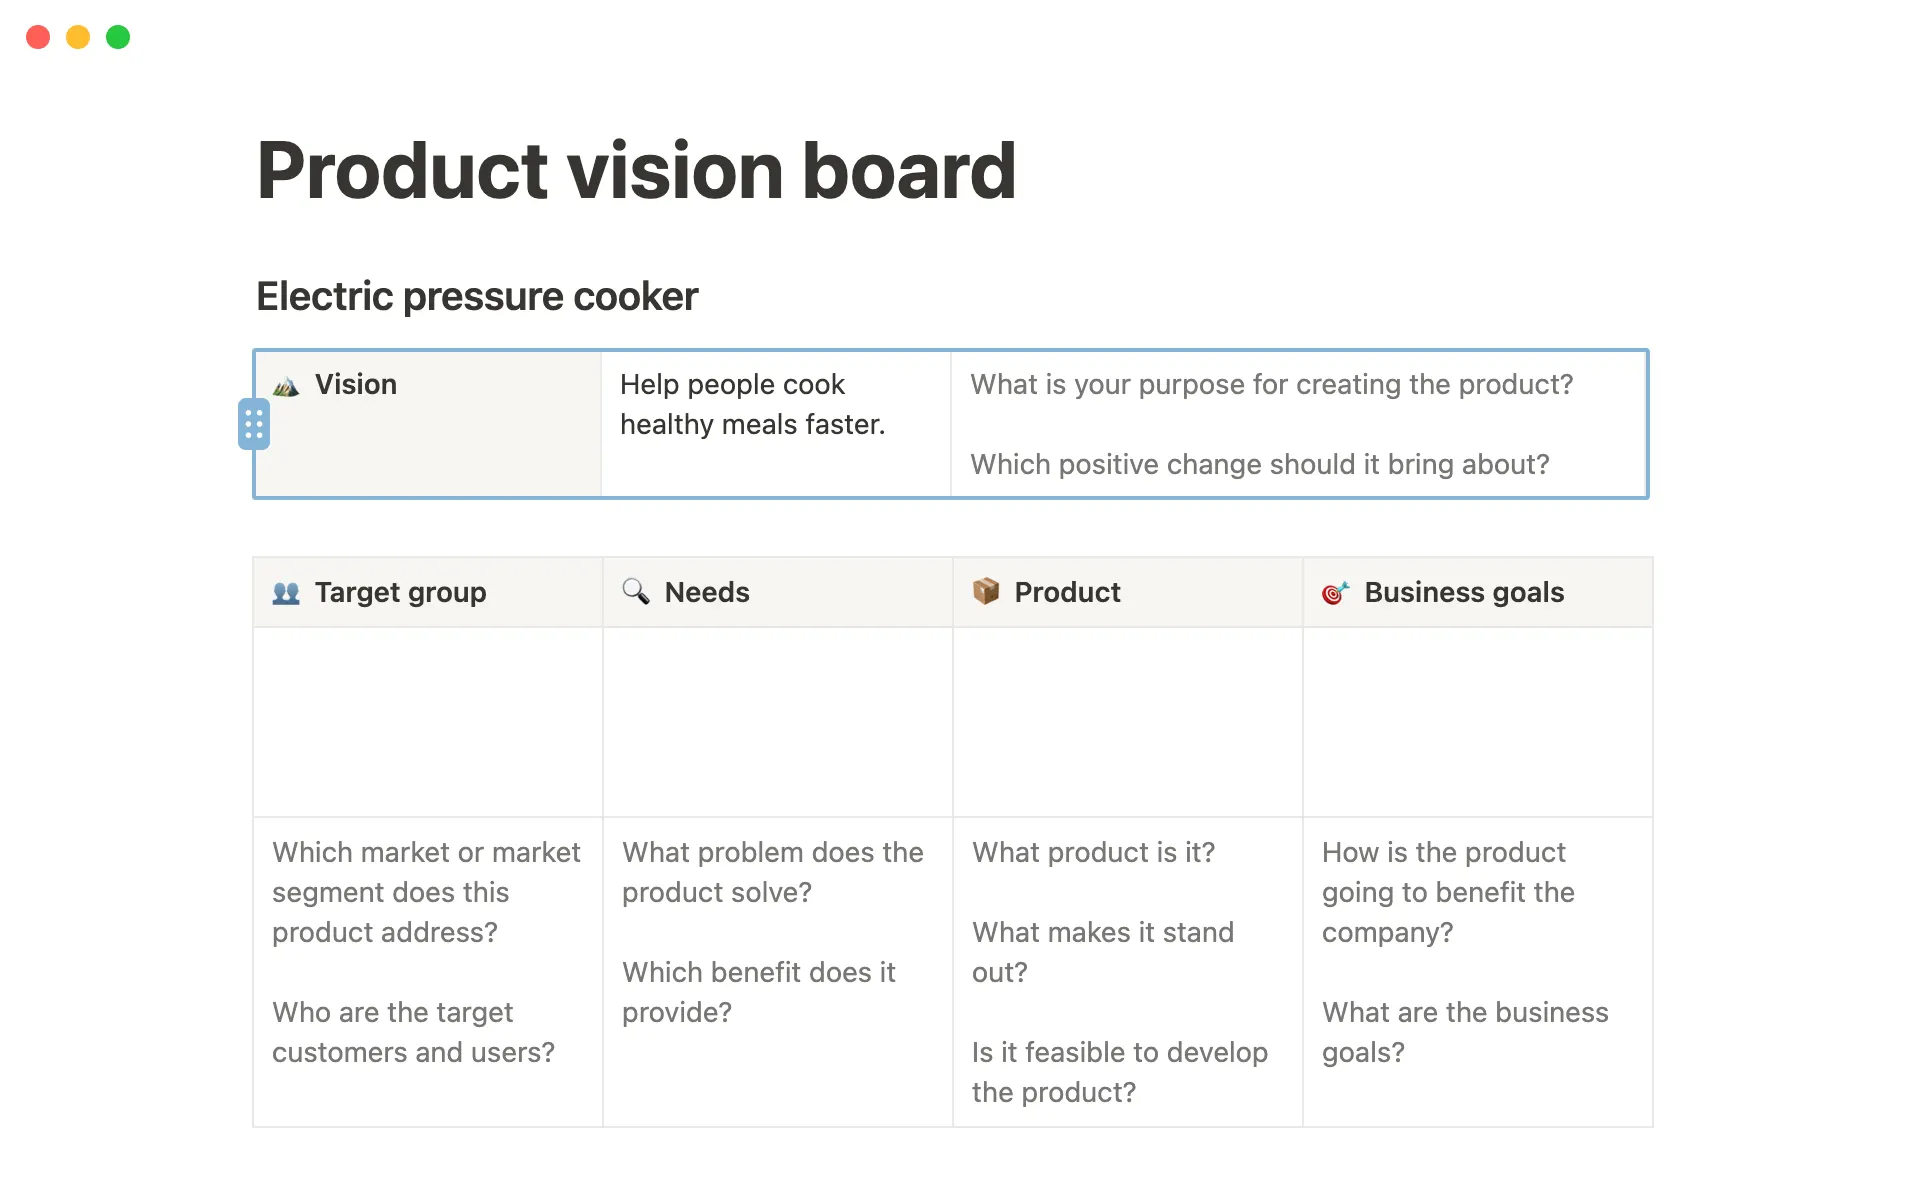 Product vision board
Electric pressure cooker
Vision
Help people cook
healthy meals faster.
What is your purpose for creating the product?
Which positive change should it bring about?
Target group
Needs
Product
Business goals
Which market or market
segment does this
product address?
Who are the target
customers and users?
What problem does the
product solve?
Which benefit does it
provide?
What product is it?
What makes it stand
out?
Is it feasible to develop
the product?
How is the product
going to benefit the
company?
What are the business
goals?